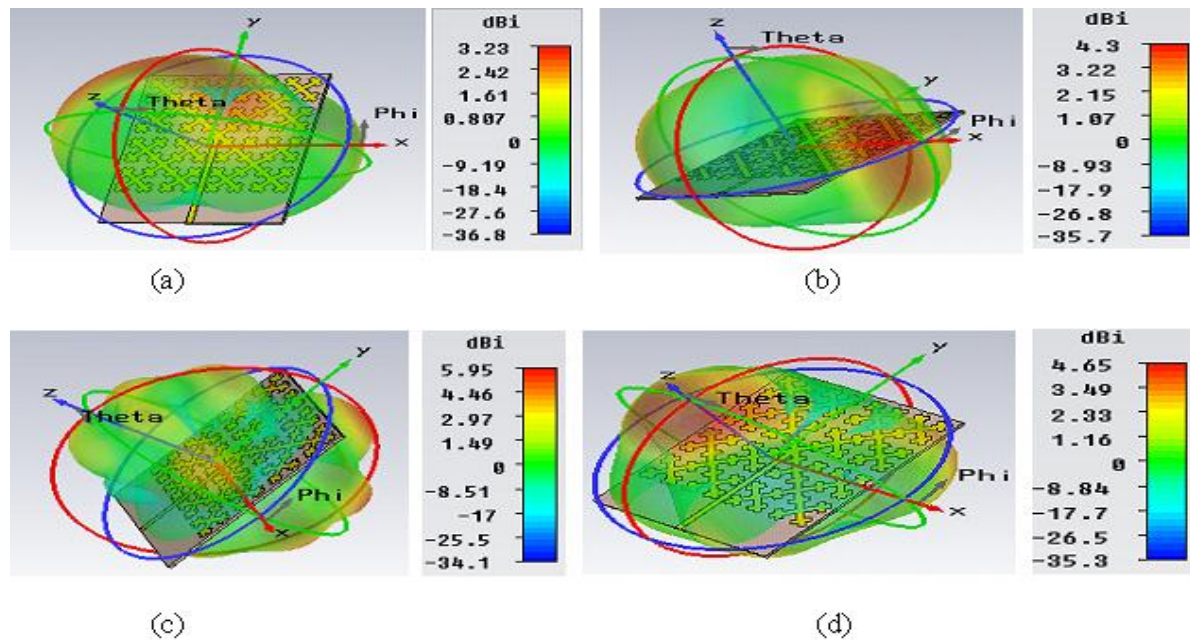 y
z
Theta
Phi
x
dBi
3.23
2.42
1.61
0.807
0
-9.19
-18.4
-27.6
-36.8
(a)
z
Theta
y
Phi
x
dBi
4.3
3.22
2.15
1.07
0
-8.93
-17.9
-26.8
-35.7
(b)
y
z
Theta
Phi
x
dBi
5.95
4.46
2.97
1.49
0
-8.51
-17
-25.5
-34.1
(c)
y
z
Theta
Phi
x
dBi
4.65
3.49
2.33
1.16
0
-8.84
-17.7
-26.5
-35.3
(d)